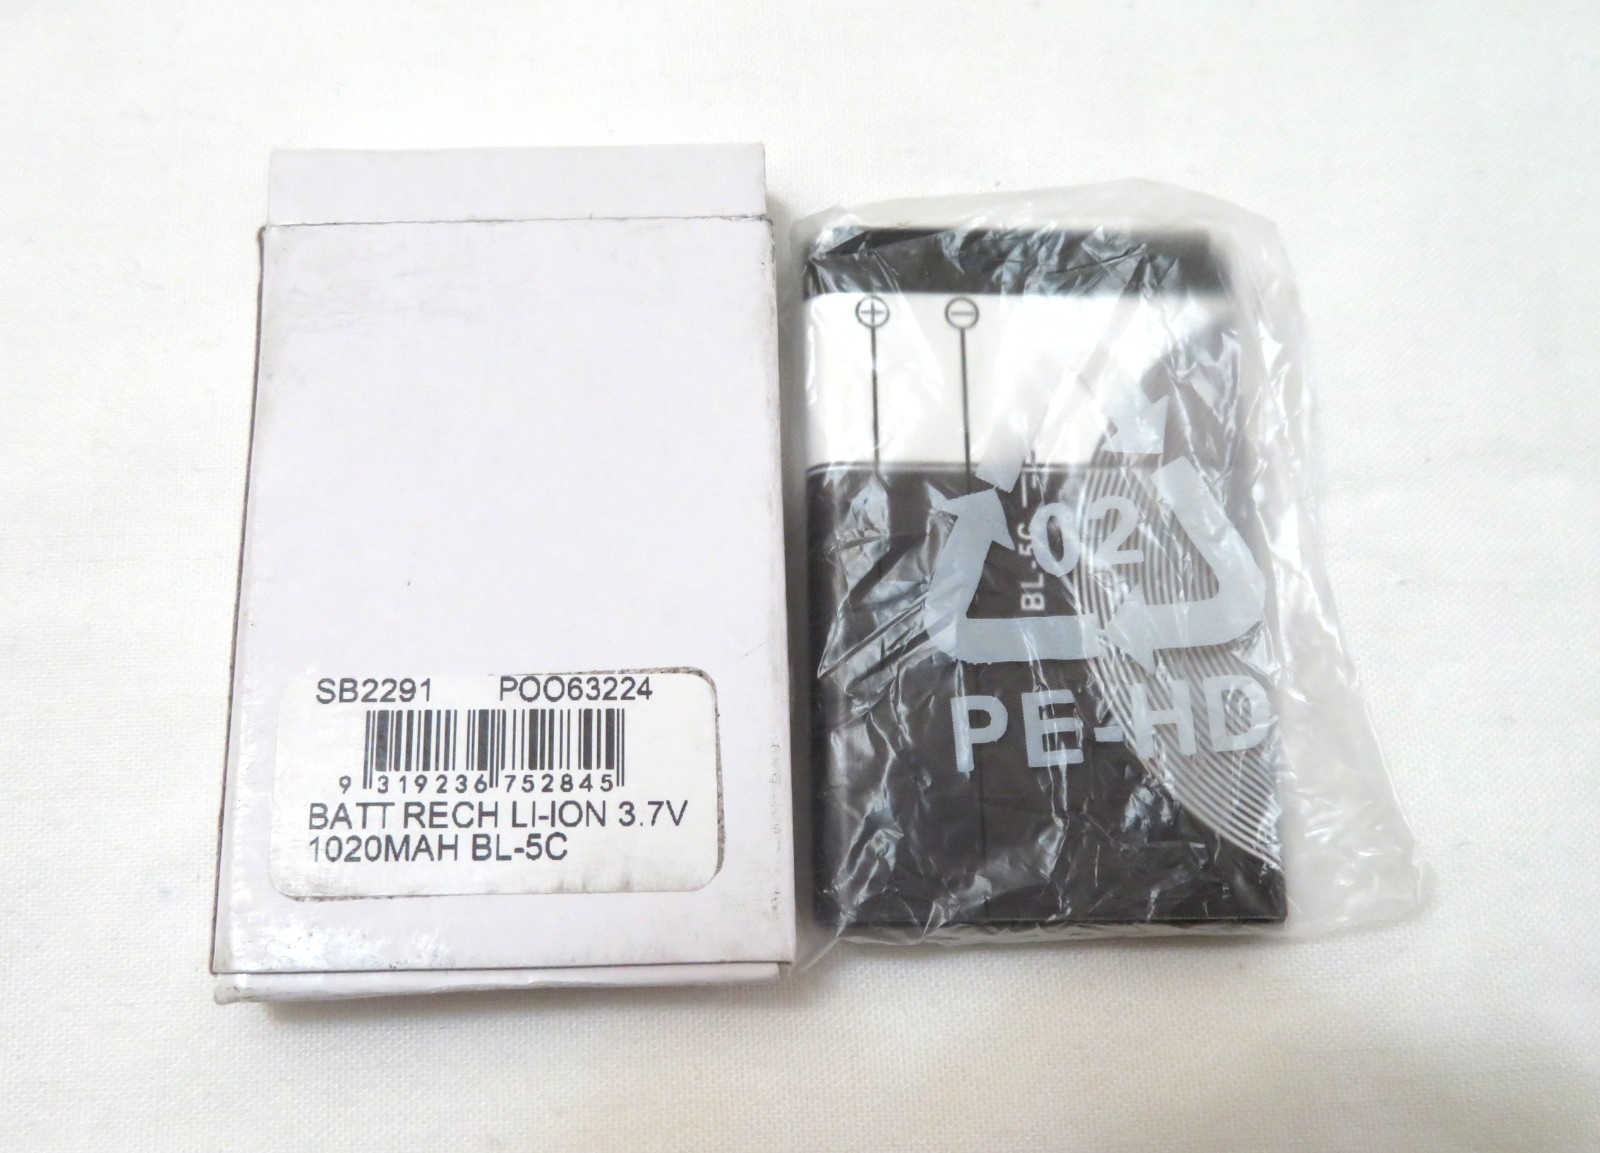 SB2291 POO63224
9 319236 752845
BATT RECH LI-ION 3.7V
1020MAH BL-5C
+ -
BL-5C
02
PE-HD